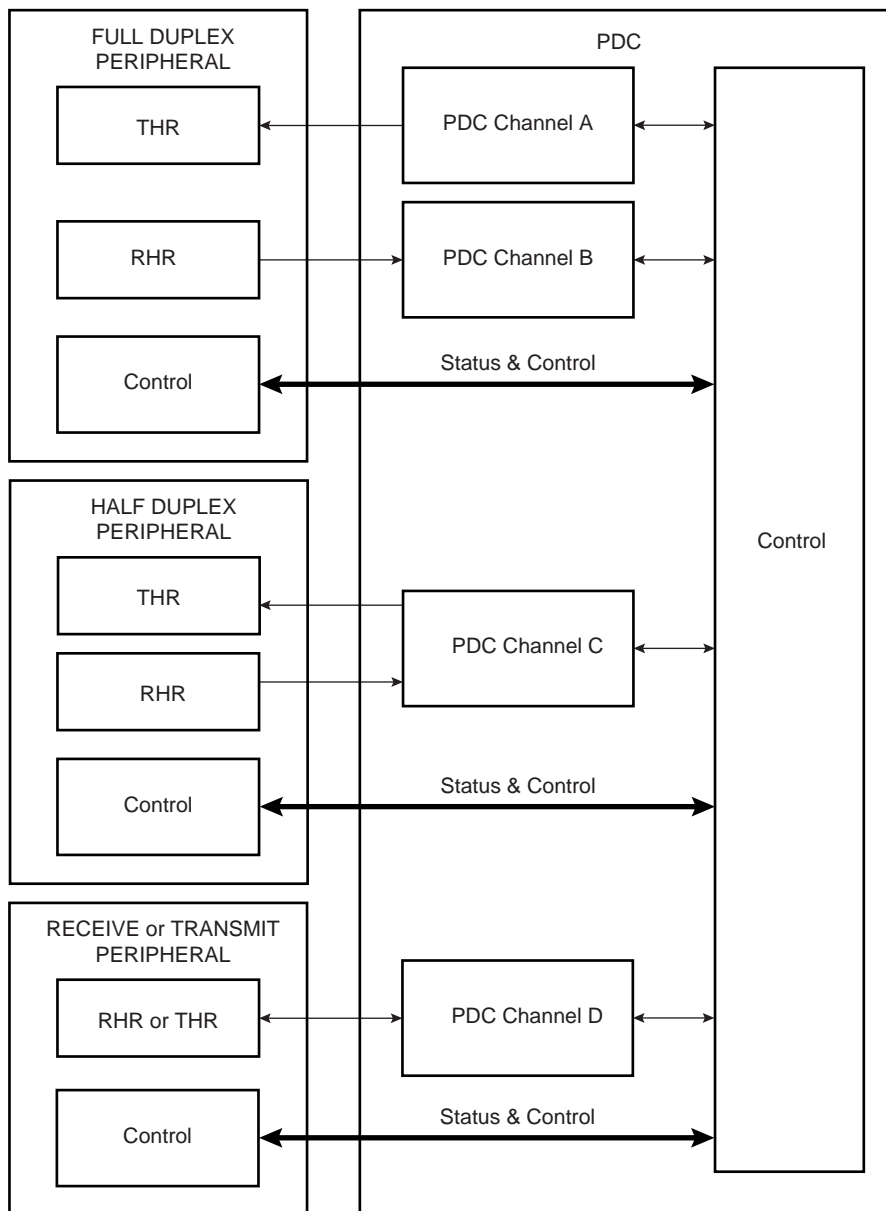 FULL DUPLEX
PERIPHERAL
PDC
THR
PDC Channel A
RHR
PDC Channel B
Control
Status & Control
HALF DUPLEX
PERIPHERAL
Control
THR
PDC Channel C
RHR
Control
Status & Control
RECEIVE or TRANSMIT
PERIPHERAL
RHR or THR
PDC Channel D
Control
Status & Control